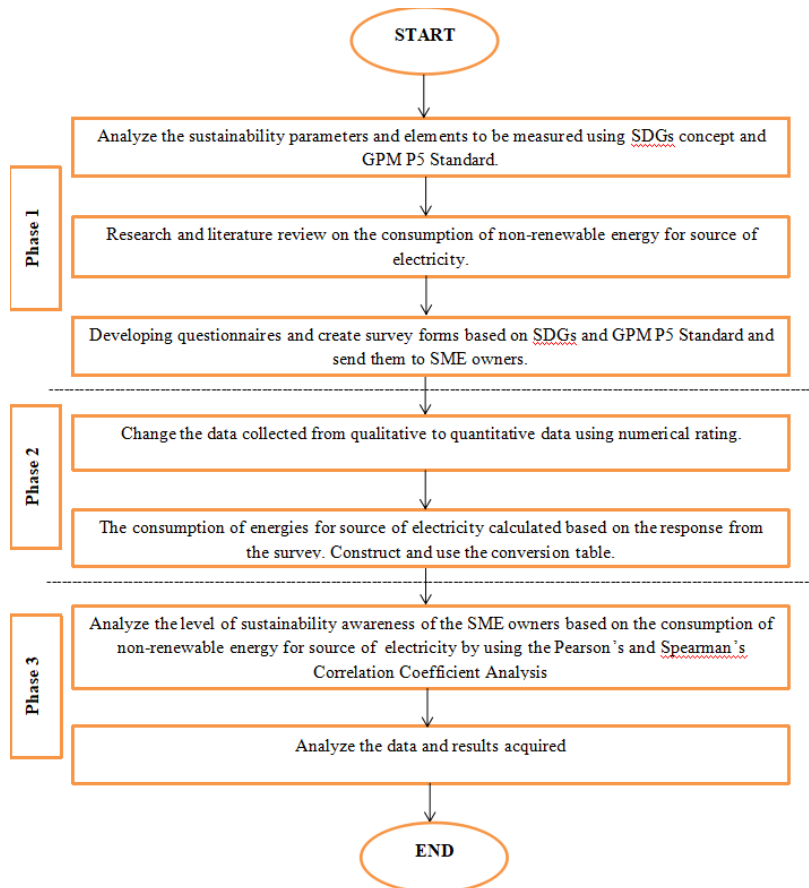 START
Analyze the sustainability parameters and elements to be measured using SDGs concept and
GPM P5 Standard.
Phase 1
Research and literature review on the consumption of non-renewable energy for source of
electricity.
Developing questionnaires and create survey forms based on SDGs and GPM P5 Standard and
send them to SME owners.
Phase 2
Change the data collected from qualitative to quantitative data using numerical rating.
The consumption of energies for source of electricity calculated based on the response from
the survey. Construct and use the conversion table.
Phase 3
Analyze the level of sustainability awareness of the SME owners based on the consumption of
non-renewable energy for source of electricity by using the Pearson's and Spearman's
Correlation Coefficient Analysis
Analyze the data and results acquired
END